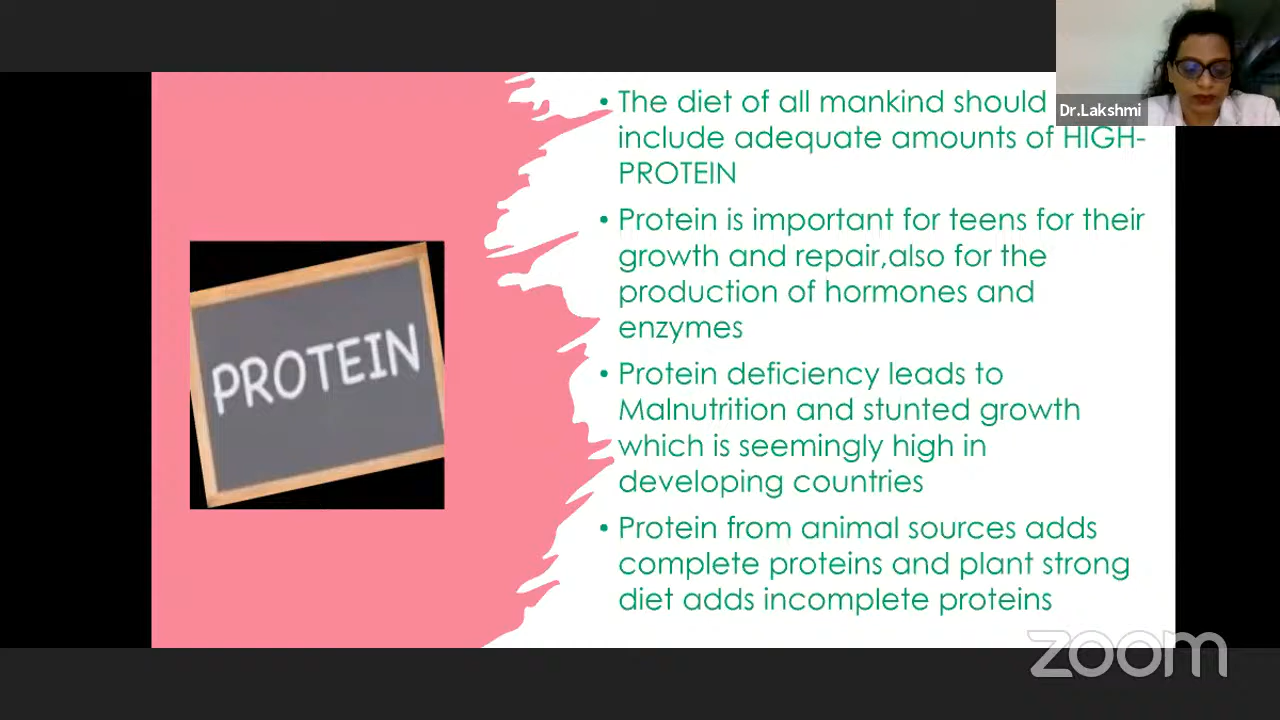 • The diet of all mankind should
include adequate amounts of HIGH-
PROTEIN
• Protein is important for teens for their
growth and repair,also for the
production of hormones and
enzymes
• Protein deficiency leads to
Malnutrition and stunted growth
which is seemingly high in
developing countries
• Protein from animal sources adds
complete proteins and plant strong
diet adds incomplete proteins
PROTEIN
Dr.Lakshmi
zoom